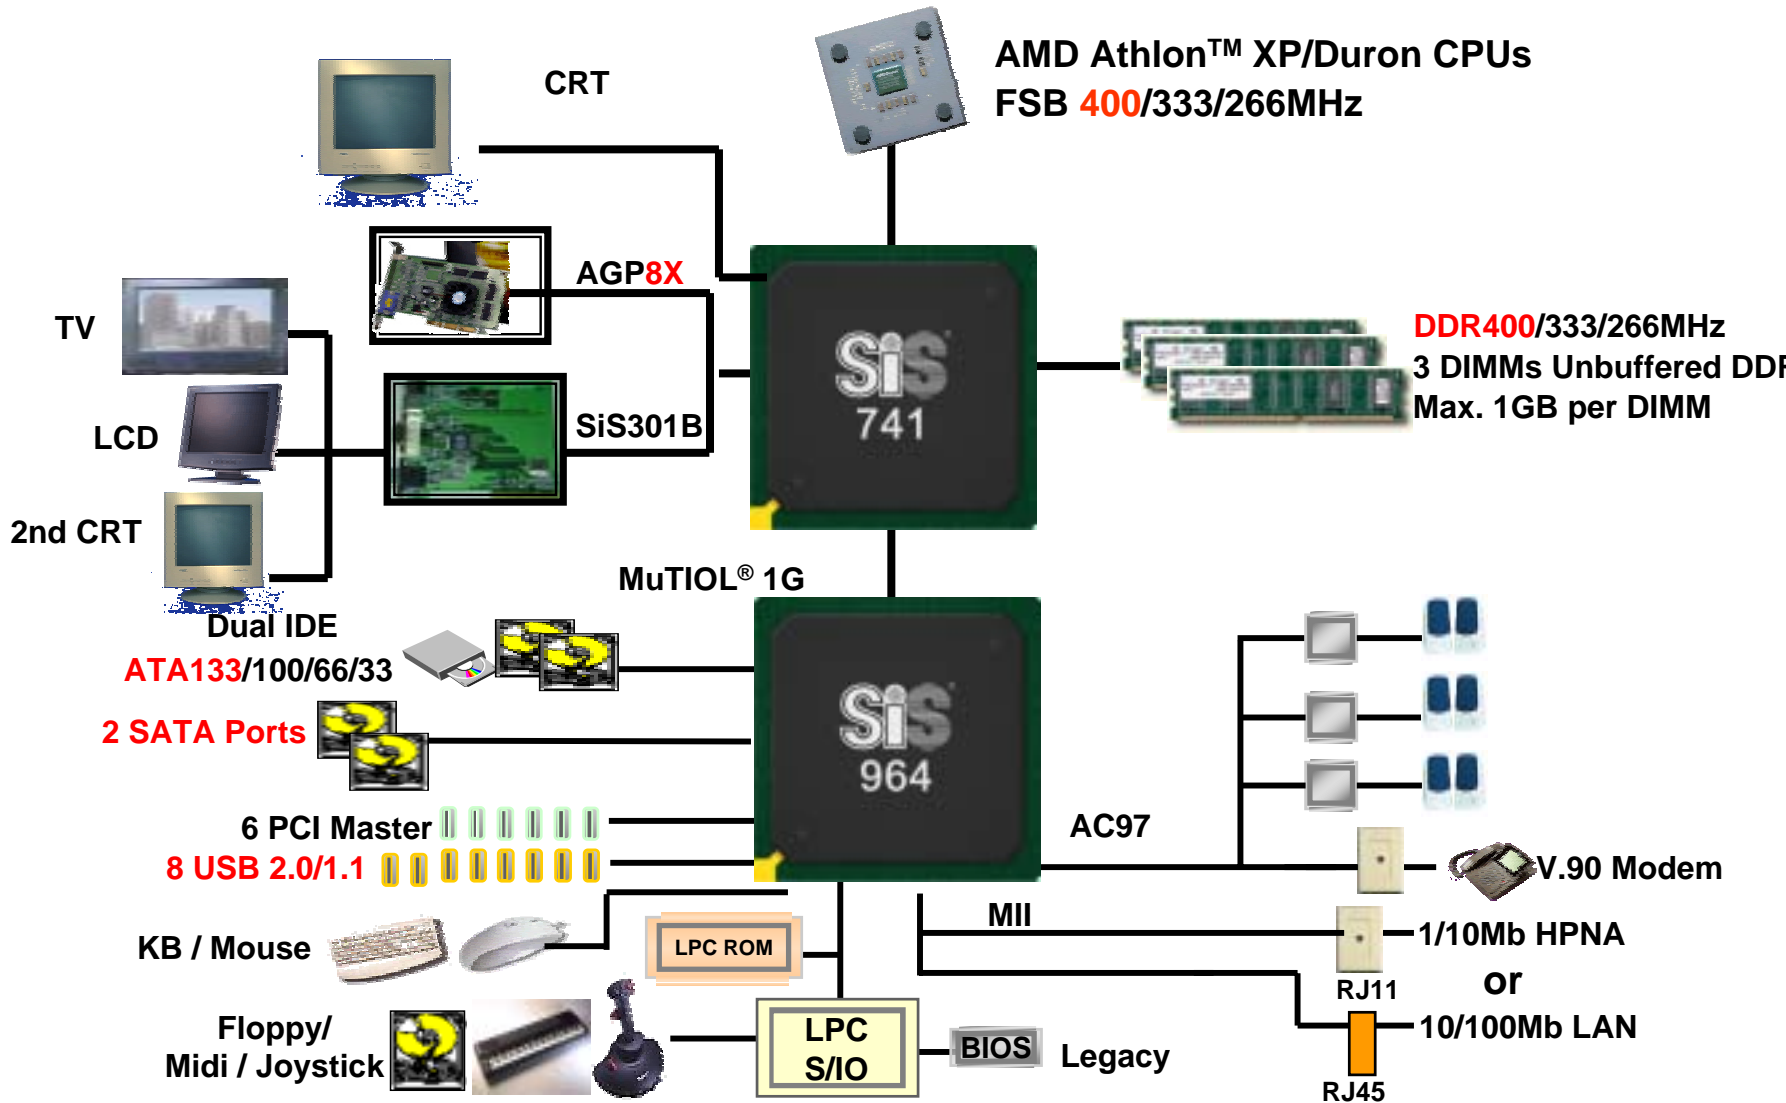 AMD Athlon™ XP/Duron CPUs
FSB 400/333/266MHz
CRT
AGP8X
TV
SiS
741
DDR400/333/266MHz
3 DIMMs Unbuffered DDR
Max. 1GB per DIMM
LCD
SiS301B
2nd CRT
MuTIOL® 1G
Dual IDE
ATA133/100/66/33
2 SATA Ports
SiS
964
6 PCI Master
8 USB 2.0/1.1
AC97
V.90 Modem
KB / Mouse
LPC ROM
MII
1/10Mb HPNA
RJ11
or
10/100Mb LAN
RJ45
Floppy/
Midi / Joystick
LPC
S/IO
BIOS
Legacy